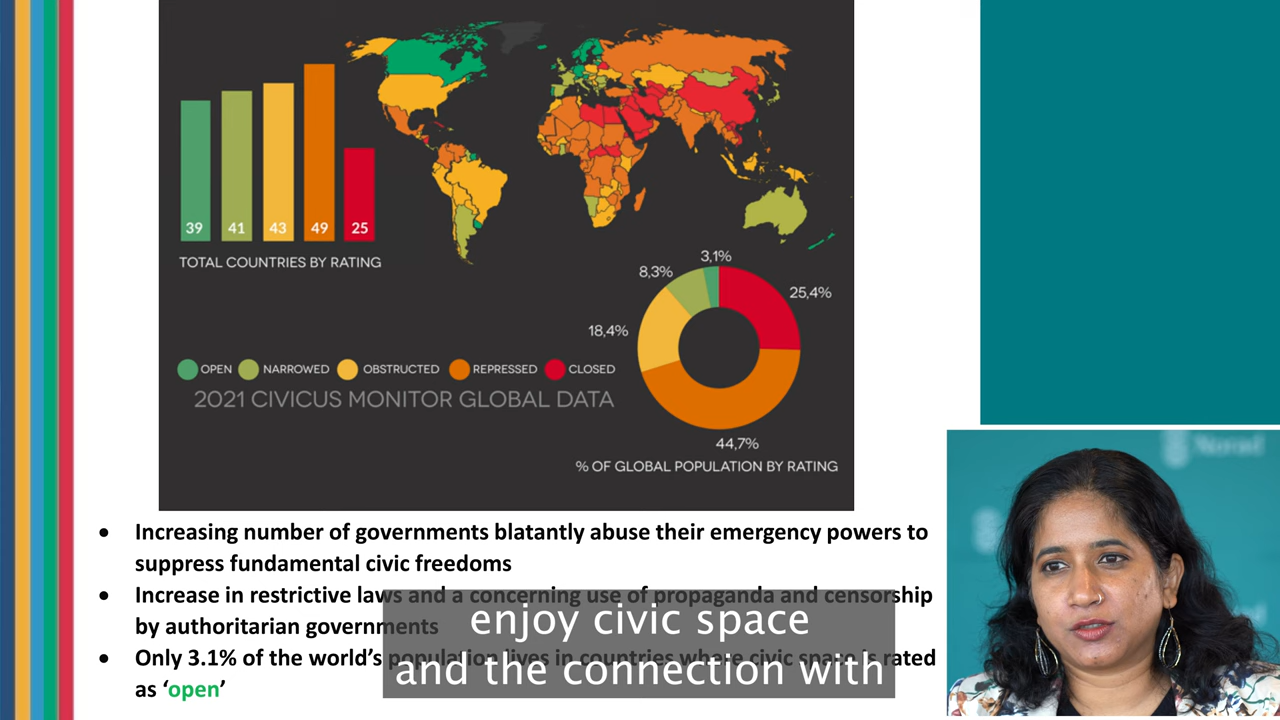 39
41
43
49
25
TOTAL COUNTRIES BY RATING
3,1%
8,3%
25,4%
18,4%
44,7%
OPEN NARROWED OBSTRUCTED REPRESSED CLOSED
2021 CIVICUS MONITOR GLOBAL DATA
% OF GLOBAL POPULATION BY RATING
Norad
• Increasing number of governments blatantly abuse their emergency powers to
suppress fundamental civic freedoms
• Increase in restrictive laws and a concerning use of propaganda and censorship
by authoritarian governments
• Only 3.1% of the world's population lives in countries where civic space is rated
as 'open'
enjoy civic space
and the connection with